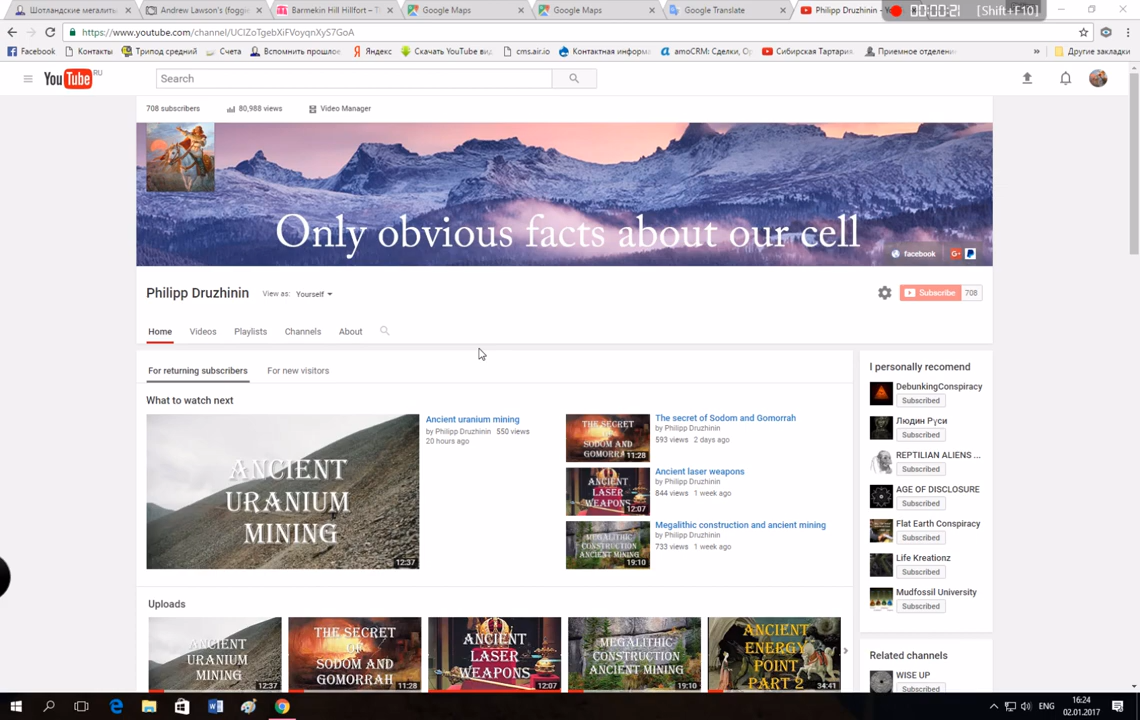 Шотландские мегалиты
Andrew Lawson's (foggie
Barmekin Hill Hillfort – T
Google Maps
Google Maps
Google Translate
Philipp Druzhinin - Yo
00:00:21 [Shift+F10]
https://www.youtube.com/channel/UCIZoTgebXiFVoyqnXyS7GoA
Facebook
Контакты
Трипод средний
Счета
Вспомнить прошлое
Яндекс
Скачать YouTube ви
cms.air.io
Контактная информ
amoCRM: Сделки, О
Сибирская Тартария
Приемное отделени
»
Другие закладки
YouTube RU
Search
708 subscribers
80,988 views
Video Manager
Only obvious facts about our cell
facebook
G+
Philipp Druzhinin
View as: Yourself
Subscribe 708
Home
Videos
Playlists
Channels
About
For returning subscribers
For new visitors
What to watch next
ANCIENT
URANIUM
MINING
12:37
Ancient uranium mining
by Philipp Druzhinin 550 views
20 hours ago
THE SECRET
OF
SODOM AND
GOMORRAH
11:28
The secret of Sodom and Gomorrah
by Philipp Druzhinin
593 views 2 days ago
ANCIENT
LASER
WEAPONS
12:07
Ancient laser weapons
by Philipp Druzhinin
844 views 1 week ago
MEGALITHIC
CONSTRUCTION
ANCIENT MINING
19:10
Megalithic construction and ancient mining
by Philipp Druzhinin
733 views 1 week ago
I personally recomend
DebunkingConspiracy
Subscribed
Людин Руси
Subscribed
REPTILIAN ALIENS ...
Subscribed
AGE OF DISCLOSURE
Subscribed
Flat Earth Conspiracy
Subscribed
Life Kreationz
Subscribed
Mudfossil University
Subscribed
Related channels
WISE UP
Subscribed
Uploads
ANCIENT
URANIUM
MINING
12:37
THE SECRET
OF
SODOM AND
GOMORRAH
11:28
ANCIENT
LASER
WEAPONS
12:07
MEGALITHIC
CONSTRUCTION
ANCIENT MINING
19:10
ANCIENT
ENERGY
POINT
PART 2
34:41
ENG
16:24
02.01.2017